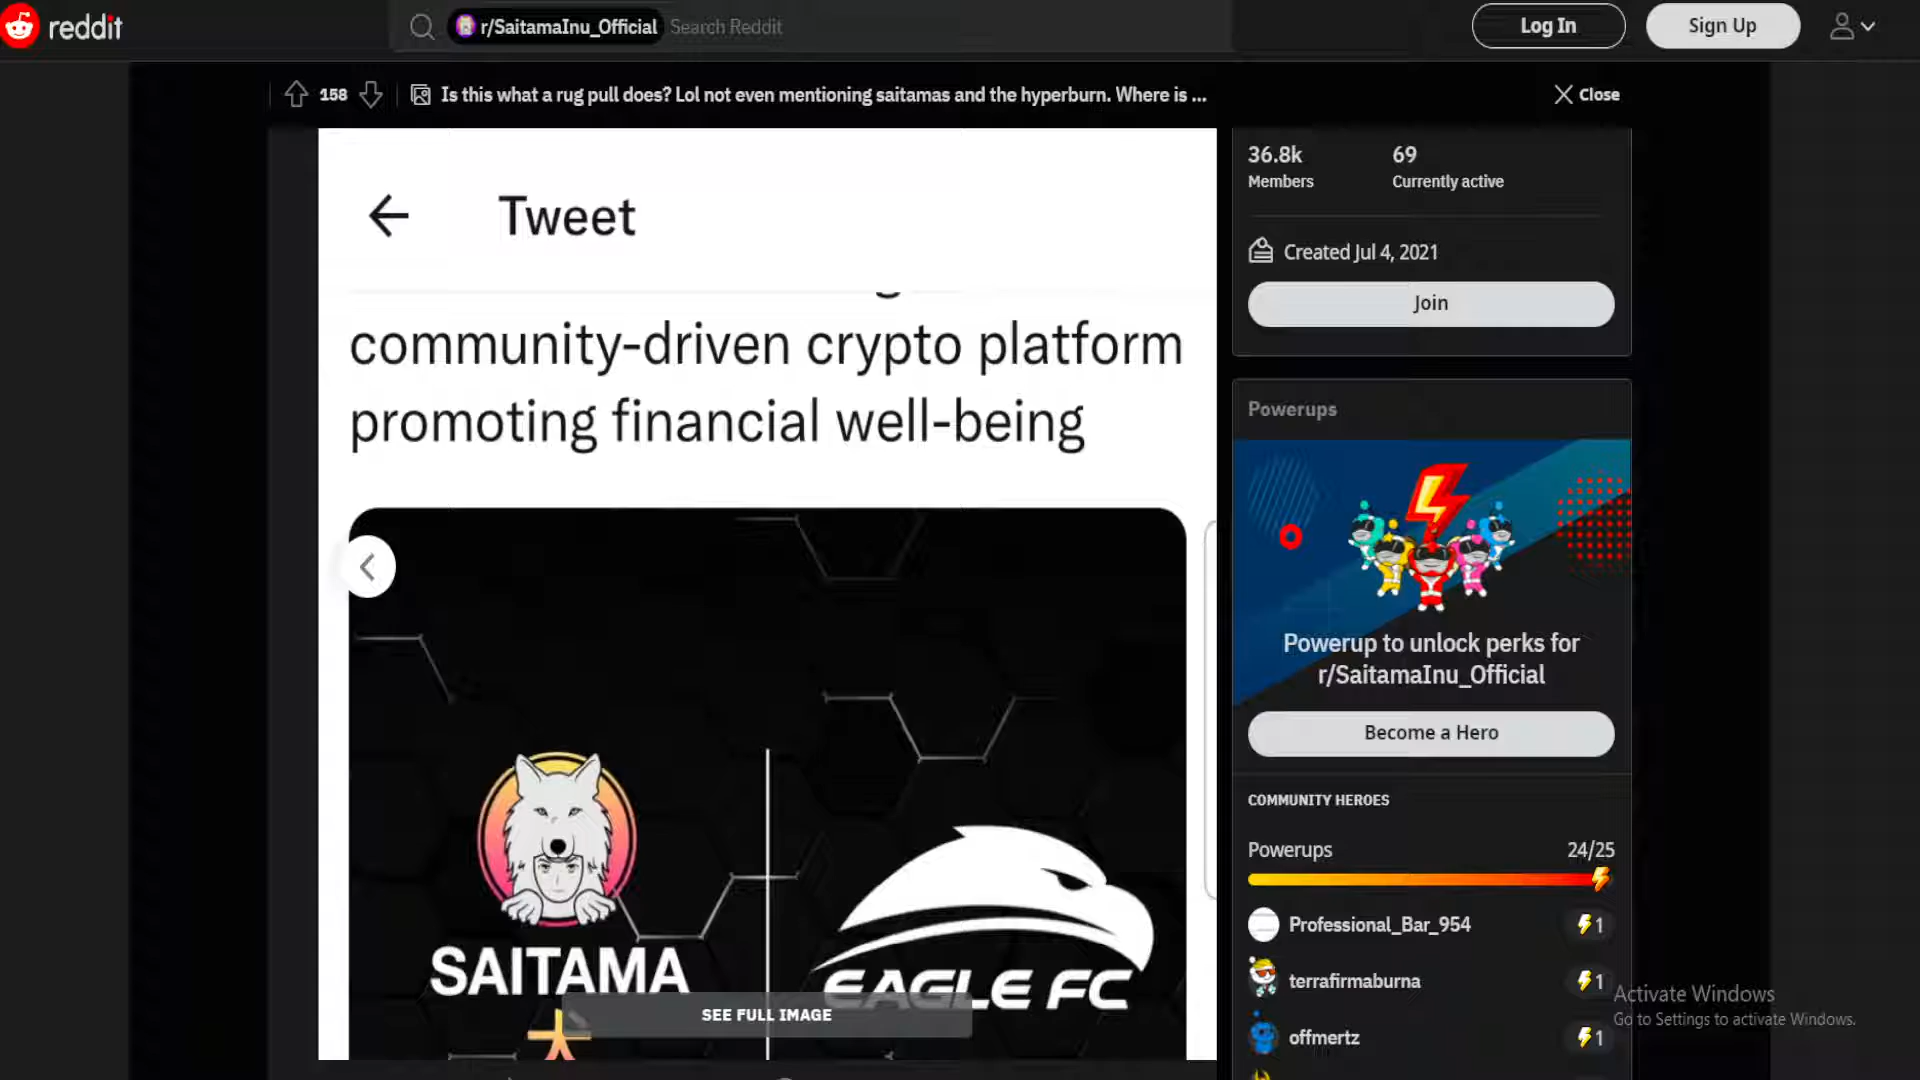 reddit
r/SaitamaInu_Official Search Reddit
Log In
Sign Up
158
Is this what a rug pull does? Lol not even mentioning saitamas and the hyperburn. Where is ...
Close
Tweet
community-driven crypto platform
promoting financial well-being
SAITAMA
EAGLE FC
SEE FULL IMAGE
36.8k
Members
69
Currently active
Created Jul 4, 2021
Join
Powerups
Powerup to unlock perks for
r/SaitamaInu_Official
Become a Hero
COMMUNITY HEROES
Powerups 24/25
Professional_Bar_954 1
terrafirmaburna 1
offmertz 1
Activate Windows
Go to Settings to activate Windows.